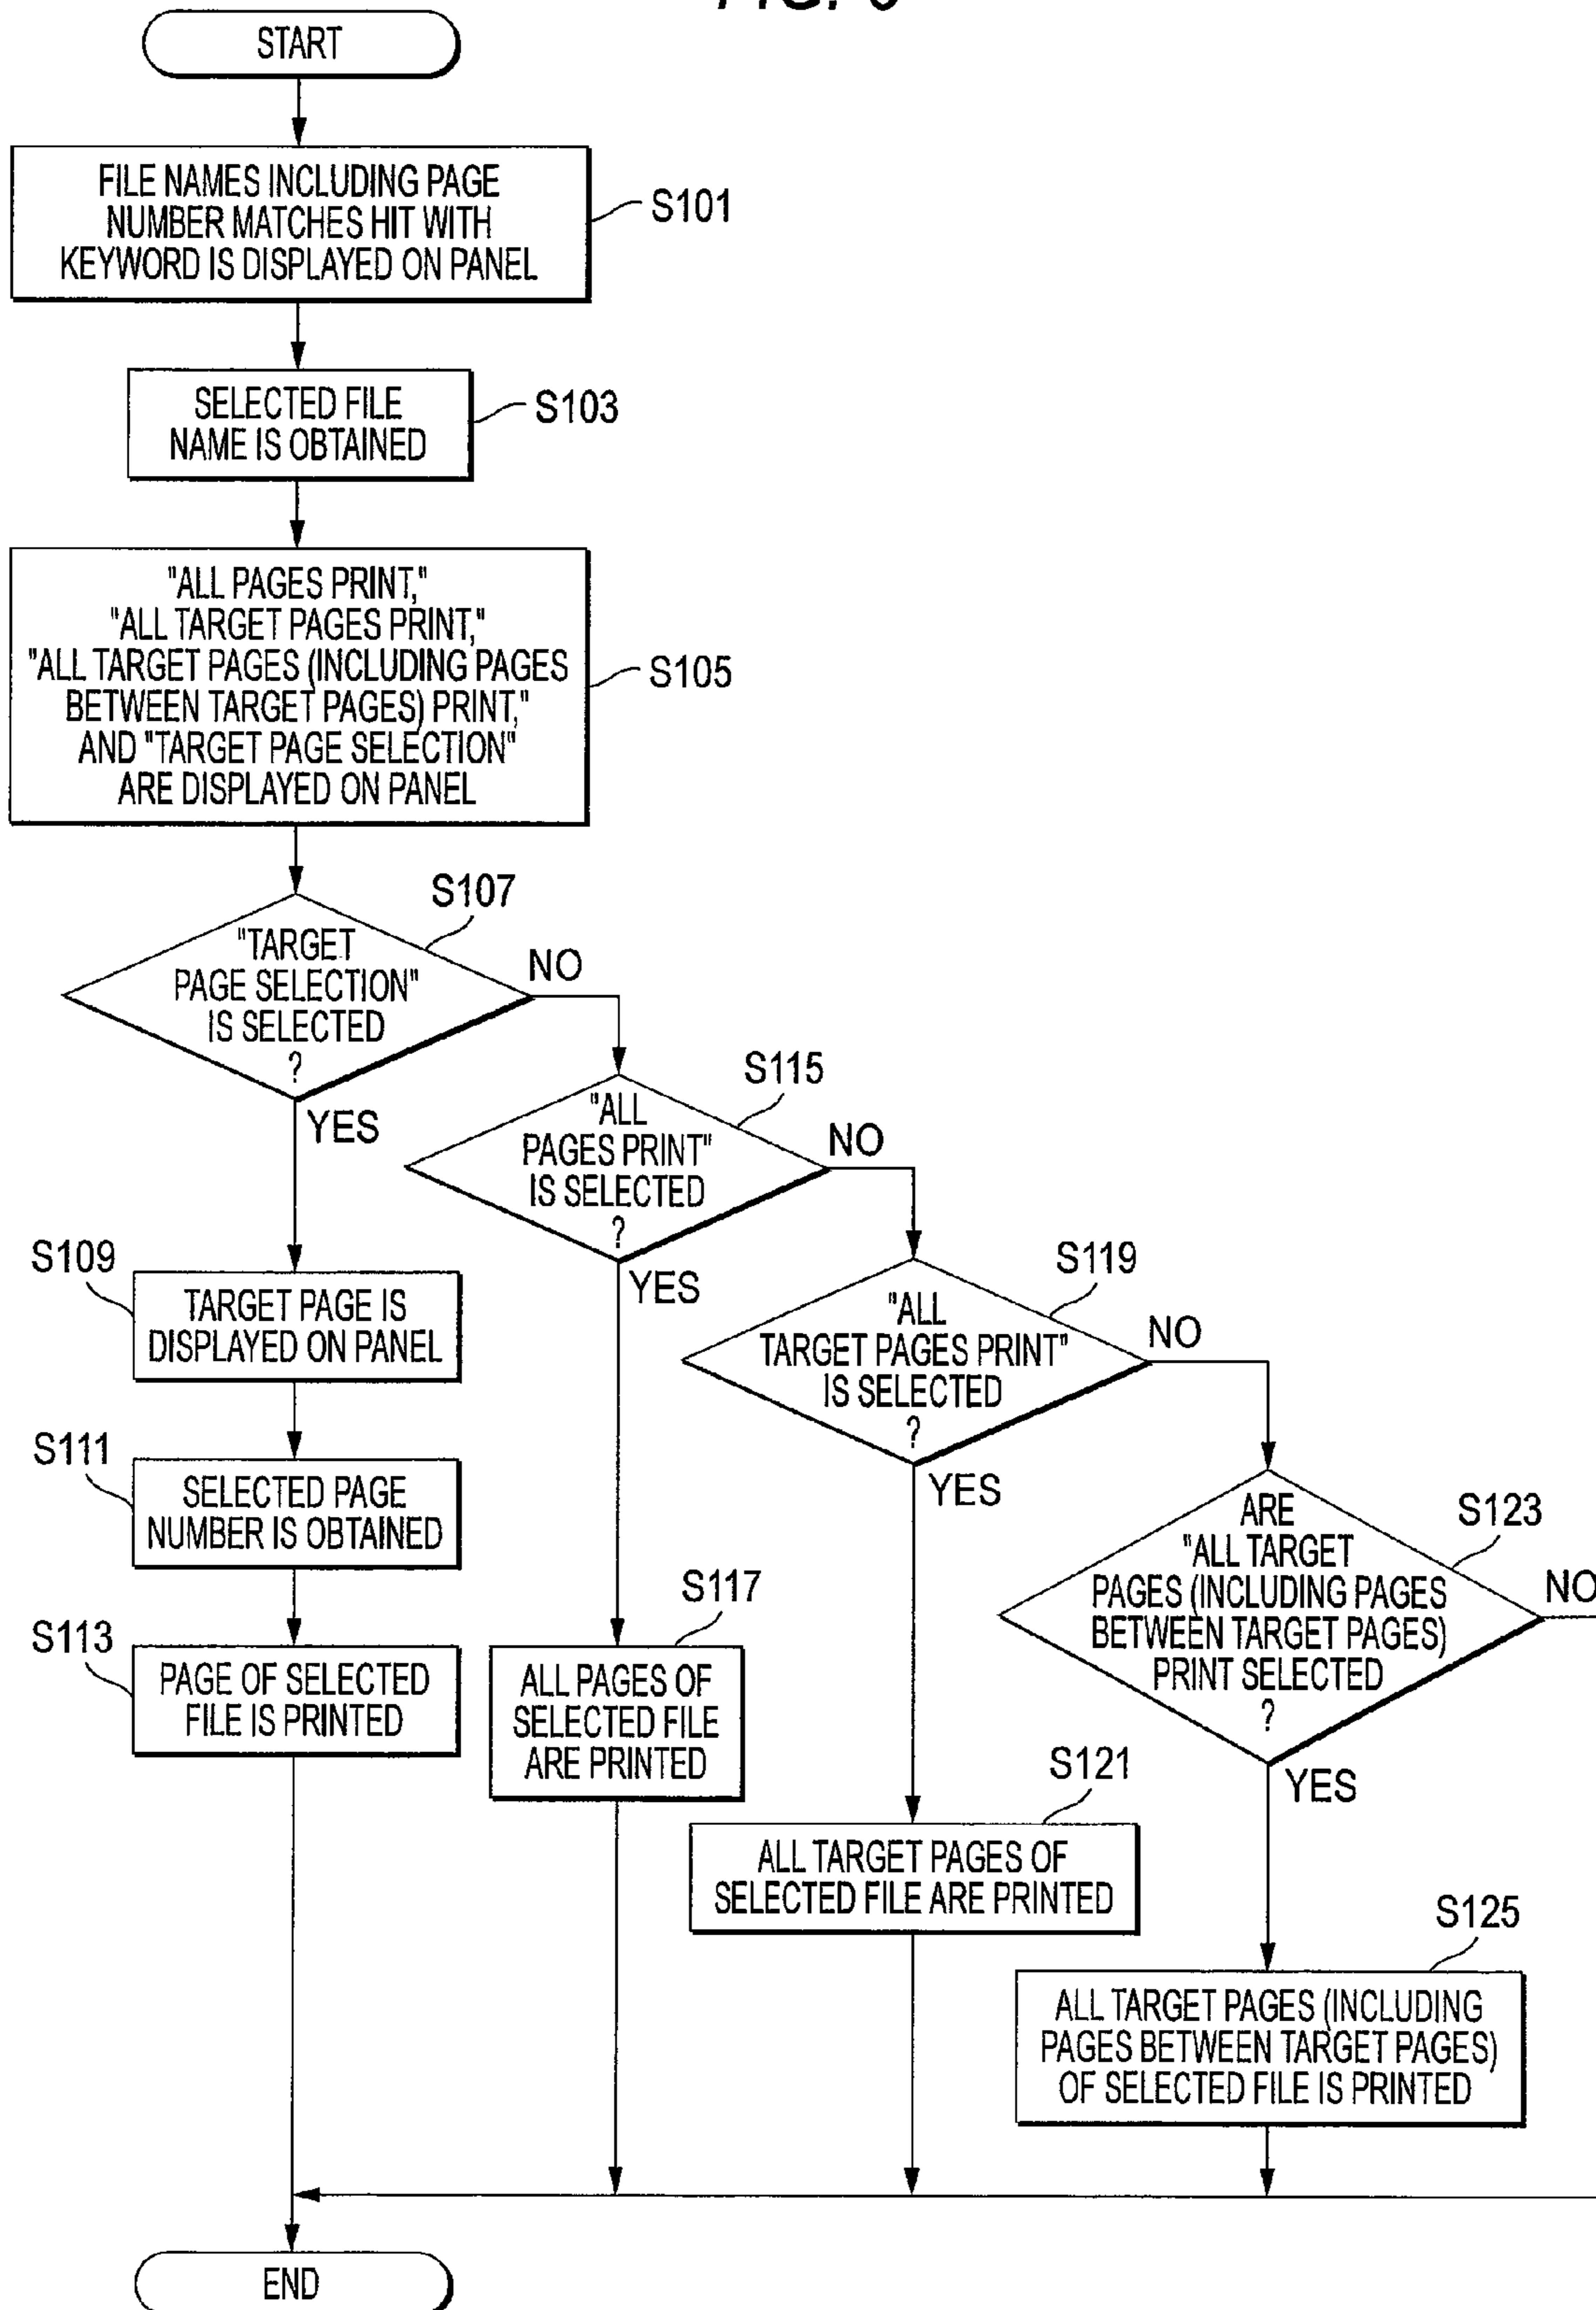 START
FILE NAMES INCLUDING PAGE
NUMBER MATCHES HIT WITH
KEYWORD IS DISPLAYED ON PANEL
S101
SELECTED FILE
NAME IS OBTAINED
S103
"ALL PAGES PRINT,"
"ALL TARGET PAGES PRINT,"
"ALL TARGET PAGES (INCLUDING PAGES
BETWEEN TARGET PAGES) PRINT,"
AND "TARGET PAGE SELECTION"
ARE DISPLAYED ON PANEL
S105
S107
"TARGET
PAGE SELECTION"
IS SELECTED
?
NO
YES
S115
"ALL
PAGES PRINT"
IS SELECTED
?
NO
YES
S119
"ALL
TARGET PAGES PRINT"
IS SELECTED
?
NO
YES
S123
ARE
"ALL TARGET
PAGES (INCLUDING PAGES
BETWEEN TARGET PAGES)
PRINT SELECTED
?
NO
YES
S109
TARGET PAGE IS
DISPLAYED ON PANEL
S111
SELECTED PAGE
NUMBER IS OBTAINED
S113
PAGE OF SELECTED
FILE IS PRINTED
S117
ALL PAGES OF
SELECTED FILE
ARE PRINTED
S121
ALL TARGET PAGES OF
SELECTED FILE ARE PRINTED
S125
ALL TARGET PAGES (INCLUDING
PAGES BETWEEN TARGET PAGES)
OF SELECTED FILE IS PRINTED
END